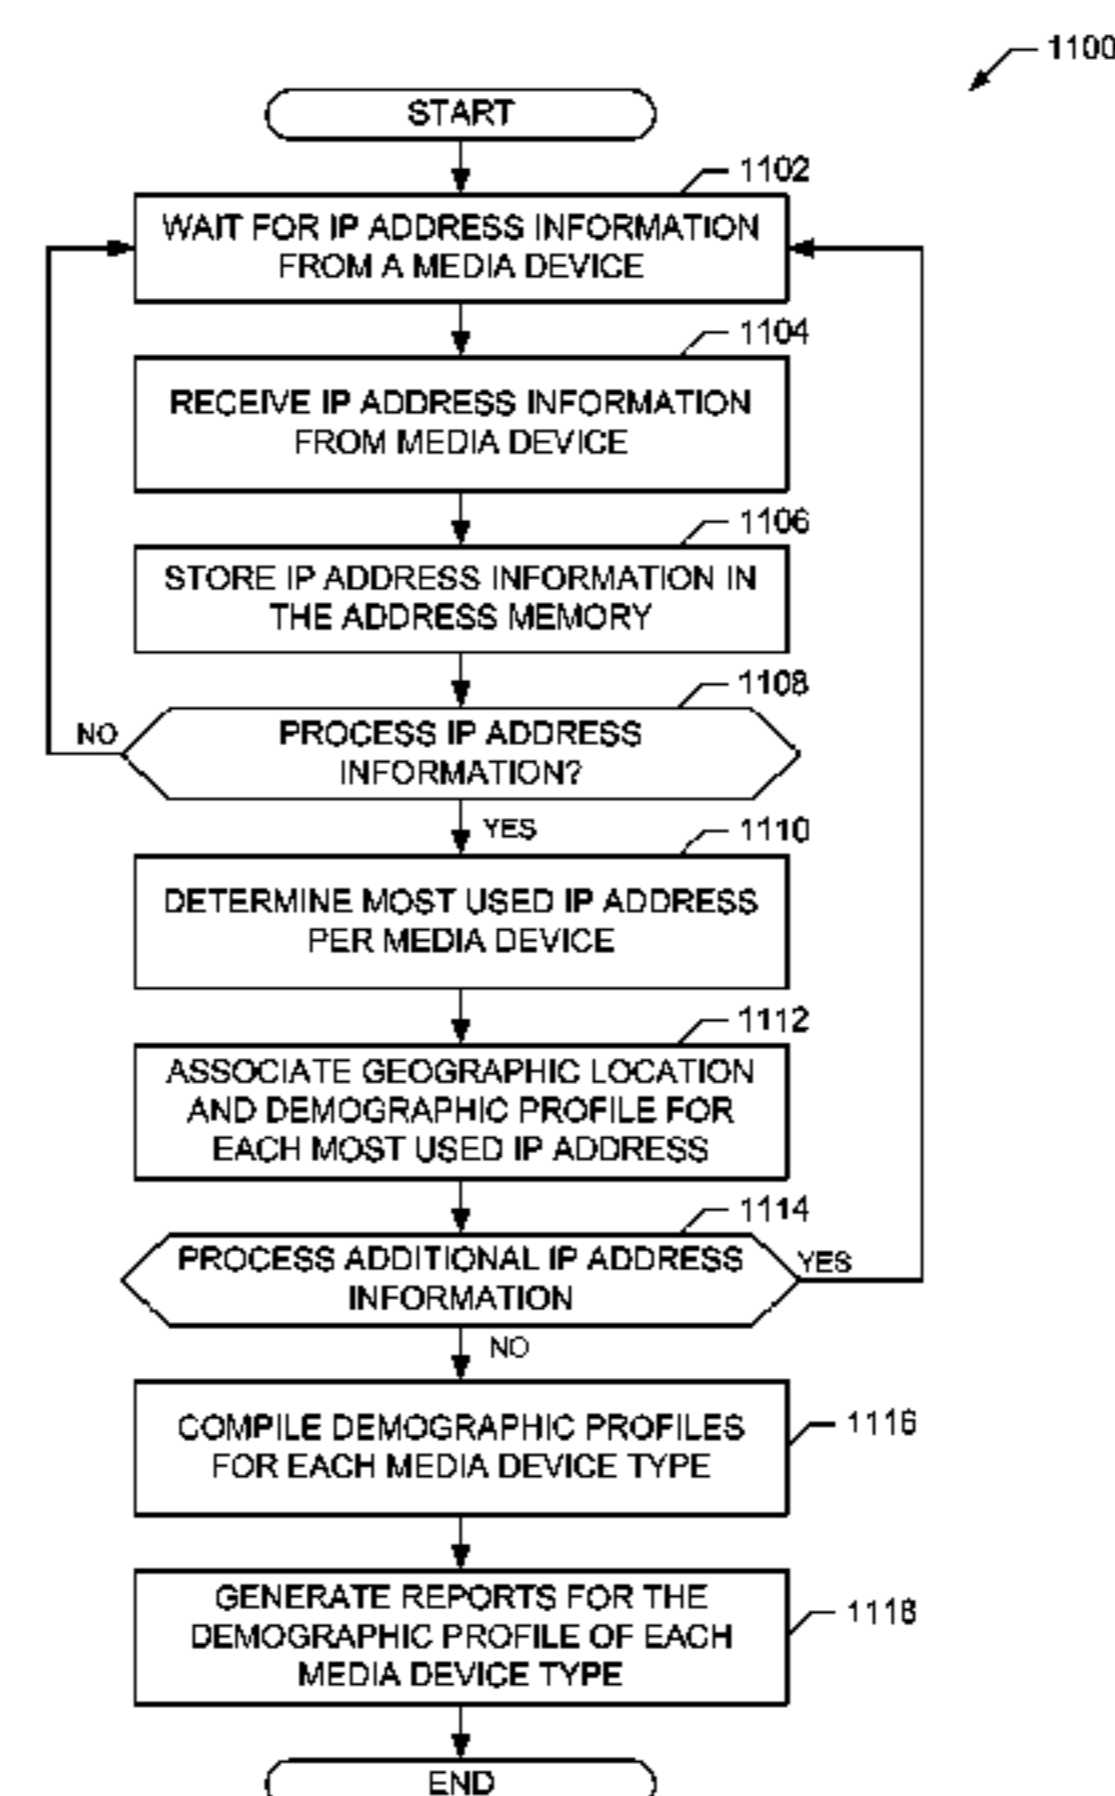 1100
START
1102
WAIT FOR IP ADDRESS INFORMATION
FROM A MEDIA DEVICE
1104
RECEIVE IP ADDRESS INFORMATION
FROM MEDIA DEVICE
1106
STORE IP ADDRESS INFORMATION IN
THE ADDRESS MEMORY
1108
NO
PROCESS IP ADDRESS
INFORMATION?
YES
1110
DETERMINE MOST USED IP ADDRESS
PER MEDIA DEVICE
1112
ASSOCIATE GEOGRAPHIC LOCATION
AND DEMOGRAPHIC PROFILE FOR
EACH MOST USED IP ADDRESS
1114
PROCESS ADDITIONAL IP ADDRESS
INFORMATION
YES
NO
COMPILE DEMOGRAPHIC PROFILES
FOR EACH MEDIA DEVICE TYPE
1116
GENERATE REPORTS FOR THE
DEMOGRAPHIC PROFILE OF EACH
MEDIA DEVICE TYPE
1118
END